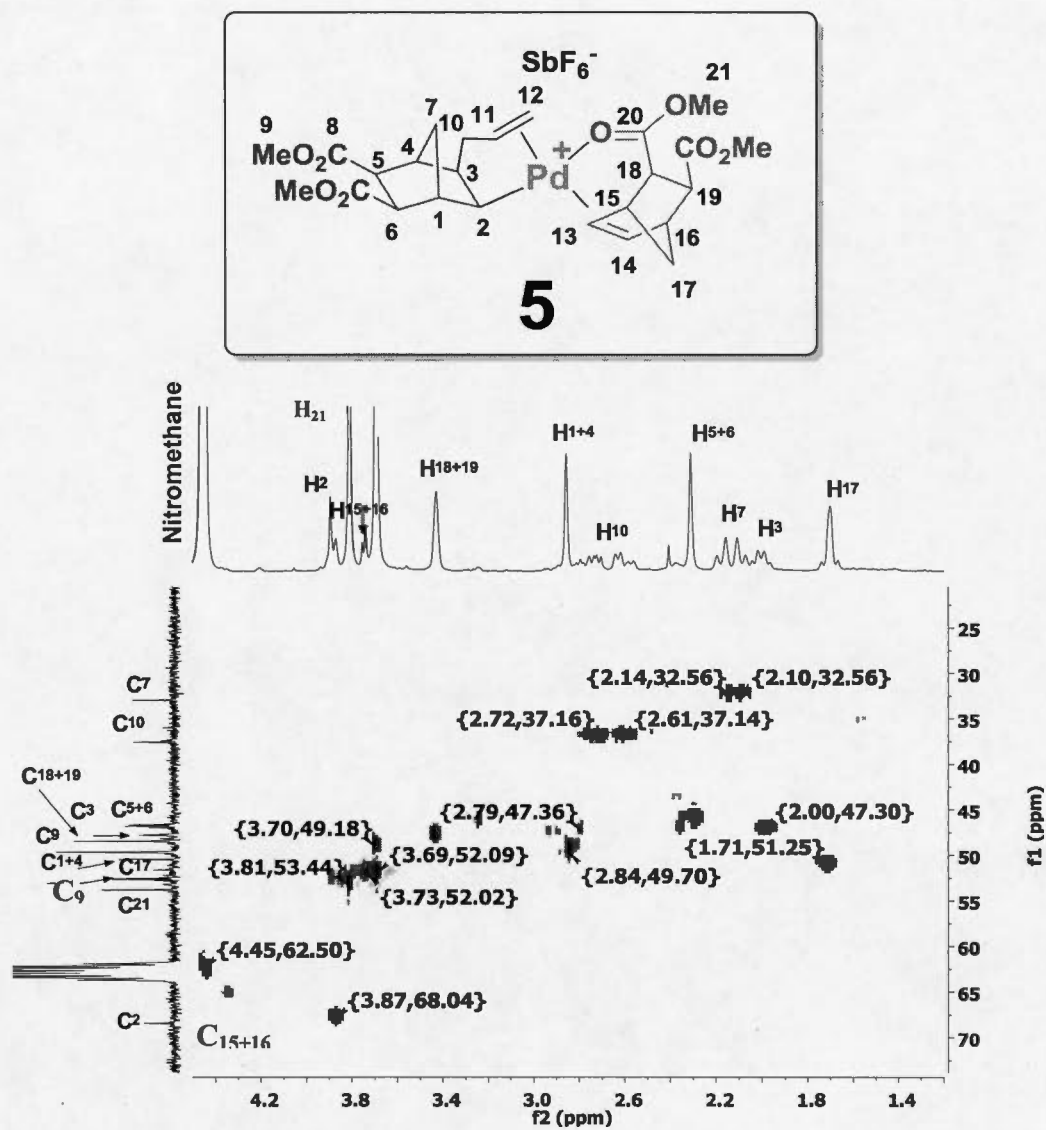 SbF6-
21
12
7
11
20
OMe
9
8
10
O
MeO2C
4
+
CO2Me
5
18
MeO2C
3
Pd
15
19
1
6
2
13
16
14
17
5
Nitromethane
H21
H2
H15+16
H18+19
H1+4
H10
H5+6
H7
H3
H17
C7
C10
C18+19
C3
C5+6
C9
C1+4
C17
C9
C21
C2
C15+16
{2.14,32.56}
{2.10,32.56}
{2.72,37.16}
{2.61,37.14}
{3.70,49.18}
{2.79,47.36}
{2.00,47.30}
{3.81,53.44}
{3.69,52.09}
{1.71,51.25}
{2.84,49.70}
{3.73,52.02}
{4.45,62.50}
{3.87,68.04}
25
30
35
40
45
50
55
60
65
70
f1 (ppm)
4.2
3.8
3.4
3.0
2.6
2.2
1.8
1.4
f2 (ppm)